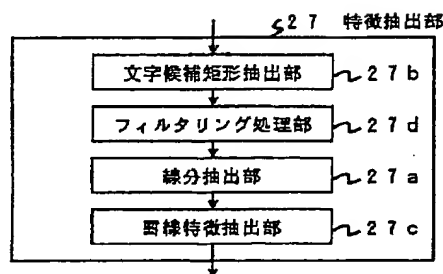 27 特徴抽出部
文字候補矩形抽出部 27b
フィルタリング処理部 27d
線分抽出部 27a
罫線特徴抽出部 27c